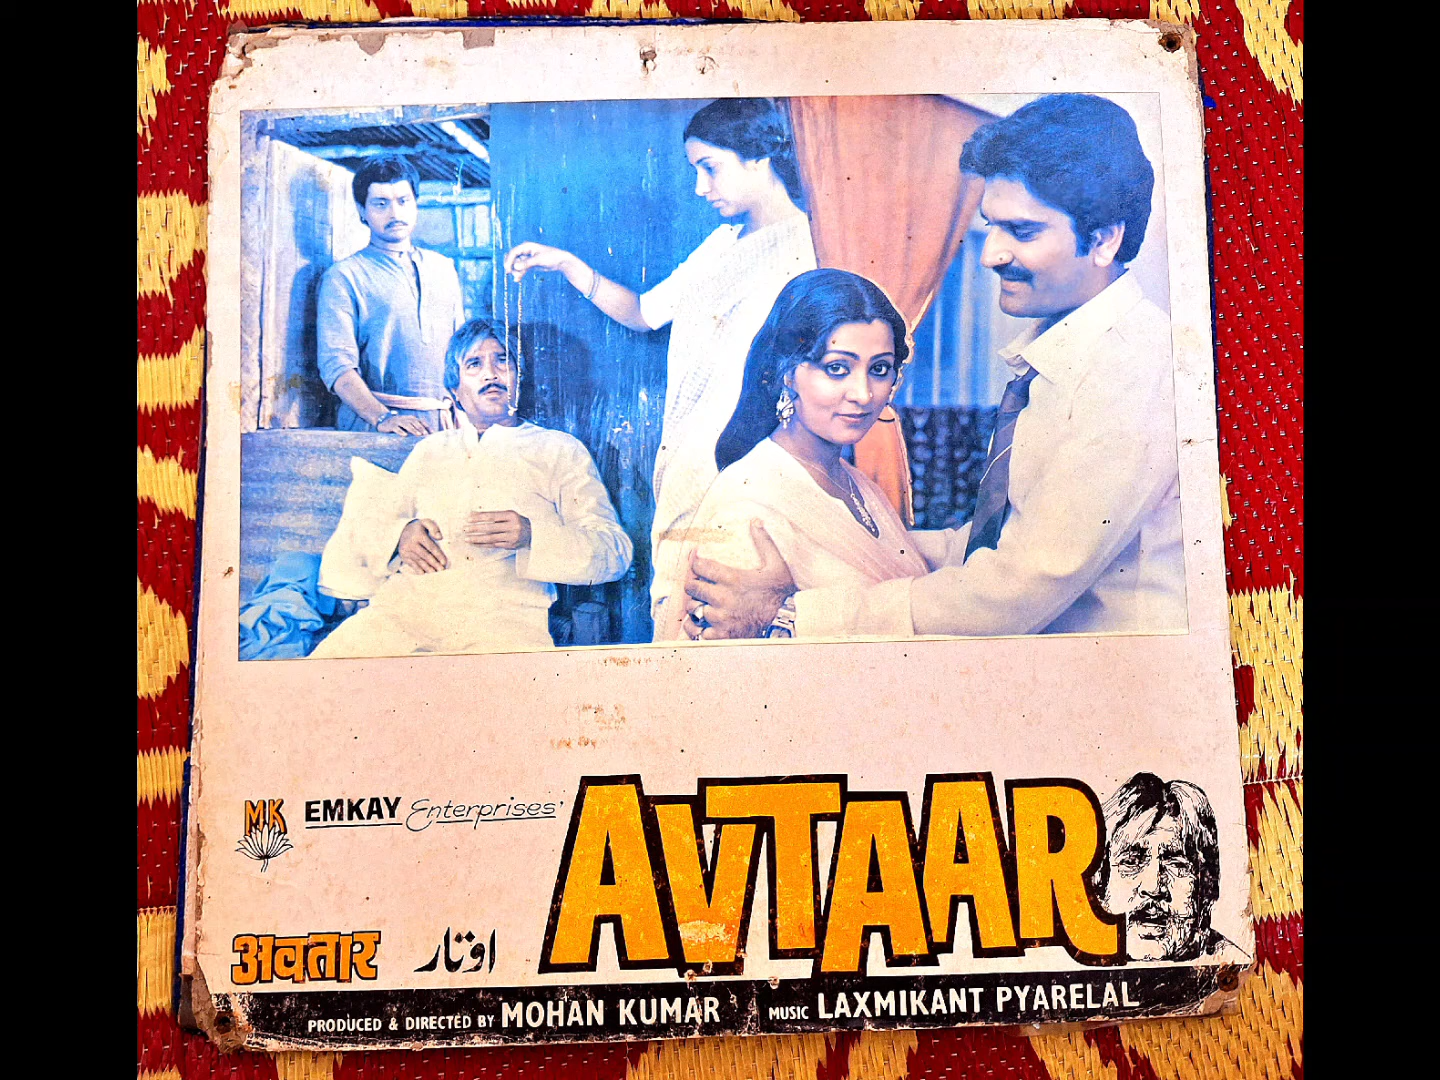 MK
EMKAY Enterprises'
AVTAAR
अवतार
اوتار
PRODUCED & DIRECTED BY MOHAN KUMAR
MUSIC LAXMIKANT PYARELAL